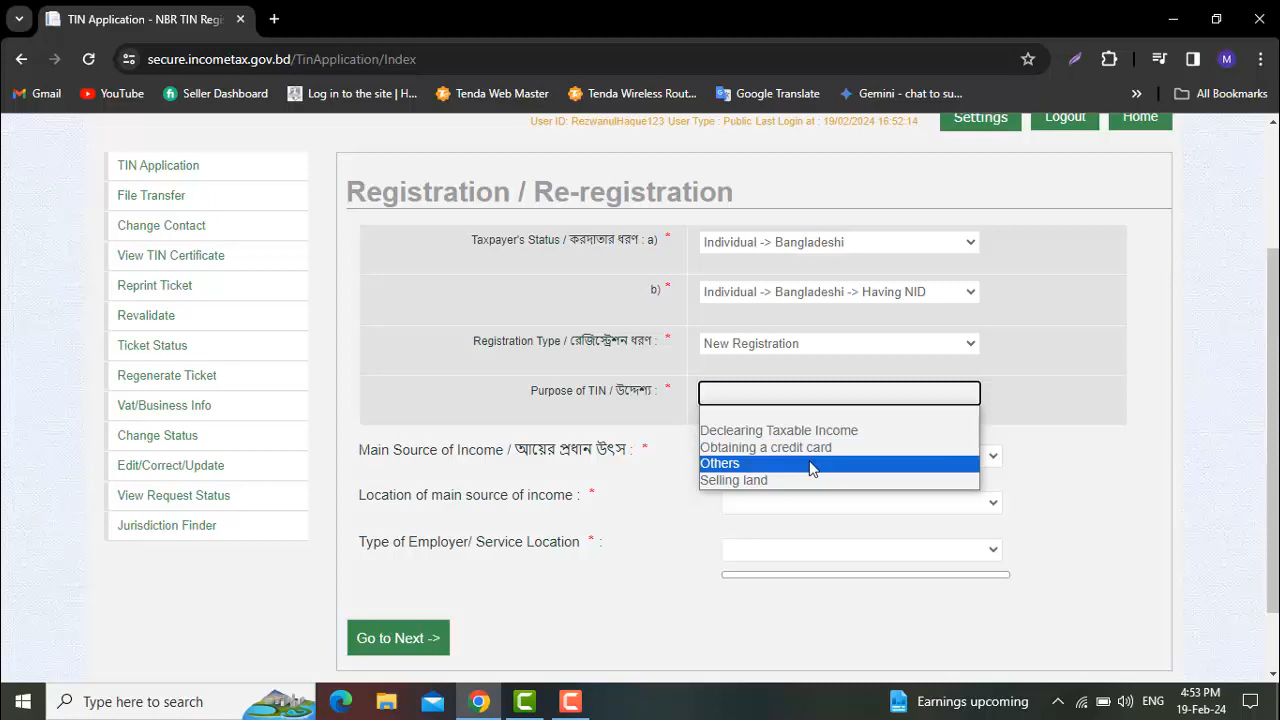 TIN Application - NBR TIN Regis
secure.incometax.gov.bd/TinApplication/Index
M
Gmail
YouTube
Seller Dashboard
Log in to the site | H...
Tenda Web Master
Tenda Wireless Rout...
Google Translate
Gemini - chat to su...
All Bookmarks
User ID: RezwanulHaque123 User Type : Public Last Login at : 19/02/2024 16:52:14
Settings
Logout
Home
TIN Application
File Transfer
Change Contact
View TIN Certificate
Reprint Ticket
Revalidate
Ticket Status
Regenerate Ticket
Vat/Business Info
Change Status
Edit/Correct/Update
View Request Status
Jurisdiction Finder
Registration / Re-registration
Taxpayer's Status / করদাতার ধরণ : a) *
Individual -> Bangladeshi
b) *
Individual -> Bangladeshi -> Having NID
Registration Type / রেজিস্ট্রেশন ধরণ : *
New Registration
Purpose of TIN / উদ্দেশ্য : *
Declearing Taxable Income
Obtaining a credit card
Others
Selling land
Main Source of Income / আয়ের প্রধান উৎস : *
Location of main source of income : *
Type of Employer/ Service Location * :
Go to Next ->
Type here to search
Earnings upcoming
ENG
4:53 PM
19-Feb-24